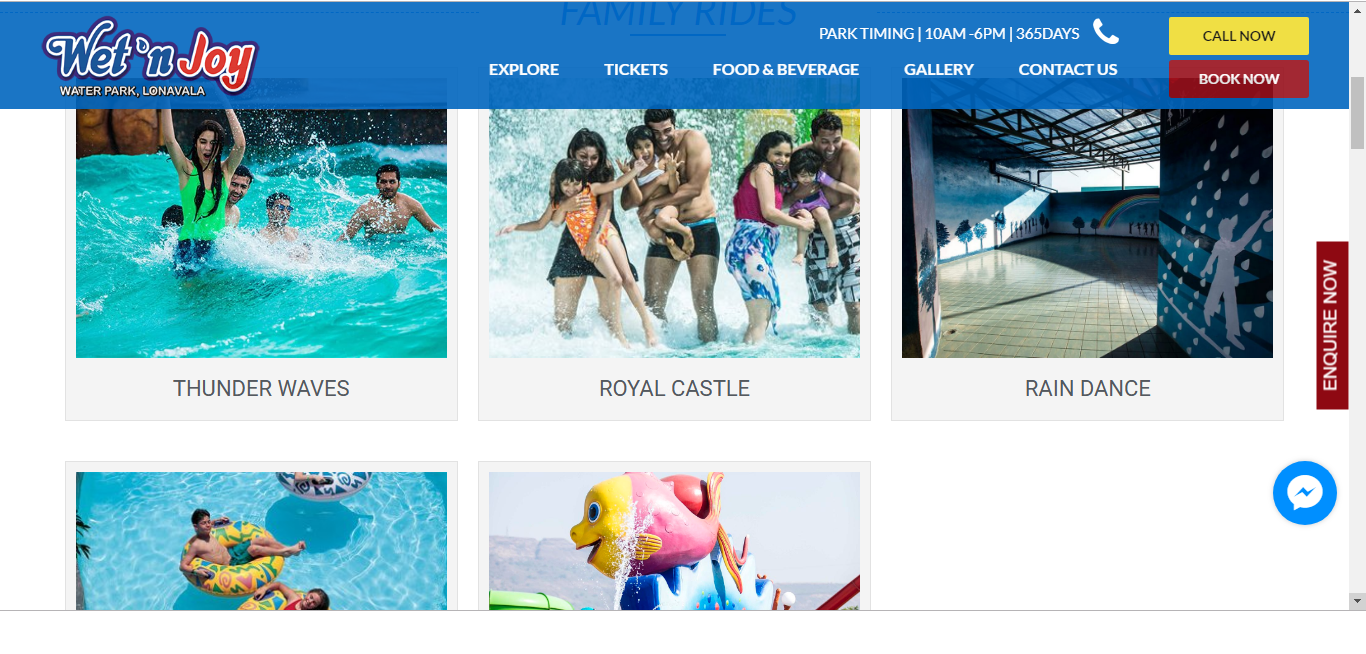 FAMILY RIDES
Wet 'n Joy
WATER PARK, LONAVALA
PARK TIMING | 10AM -6PM | 365DAYS
CALL NOW
EXPLORE
TICKETS
FOOD & BEVERAGE
GALLERY
CONTACT US
BOOK NOW
ENQUIRE NOW
THUNDER WAVES
ROYAL CASTLE
RAIN DANCE